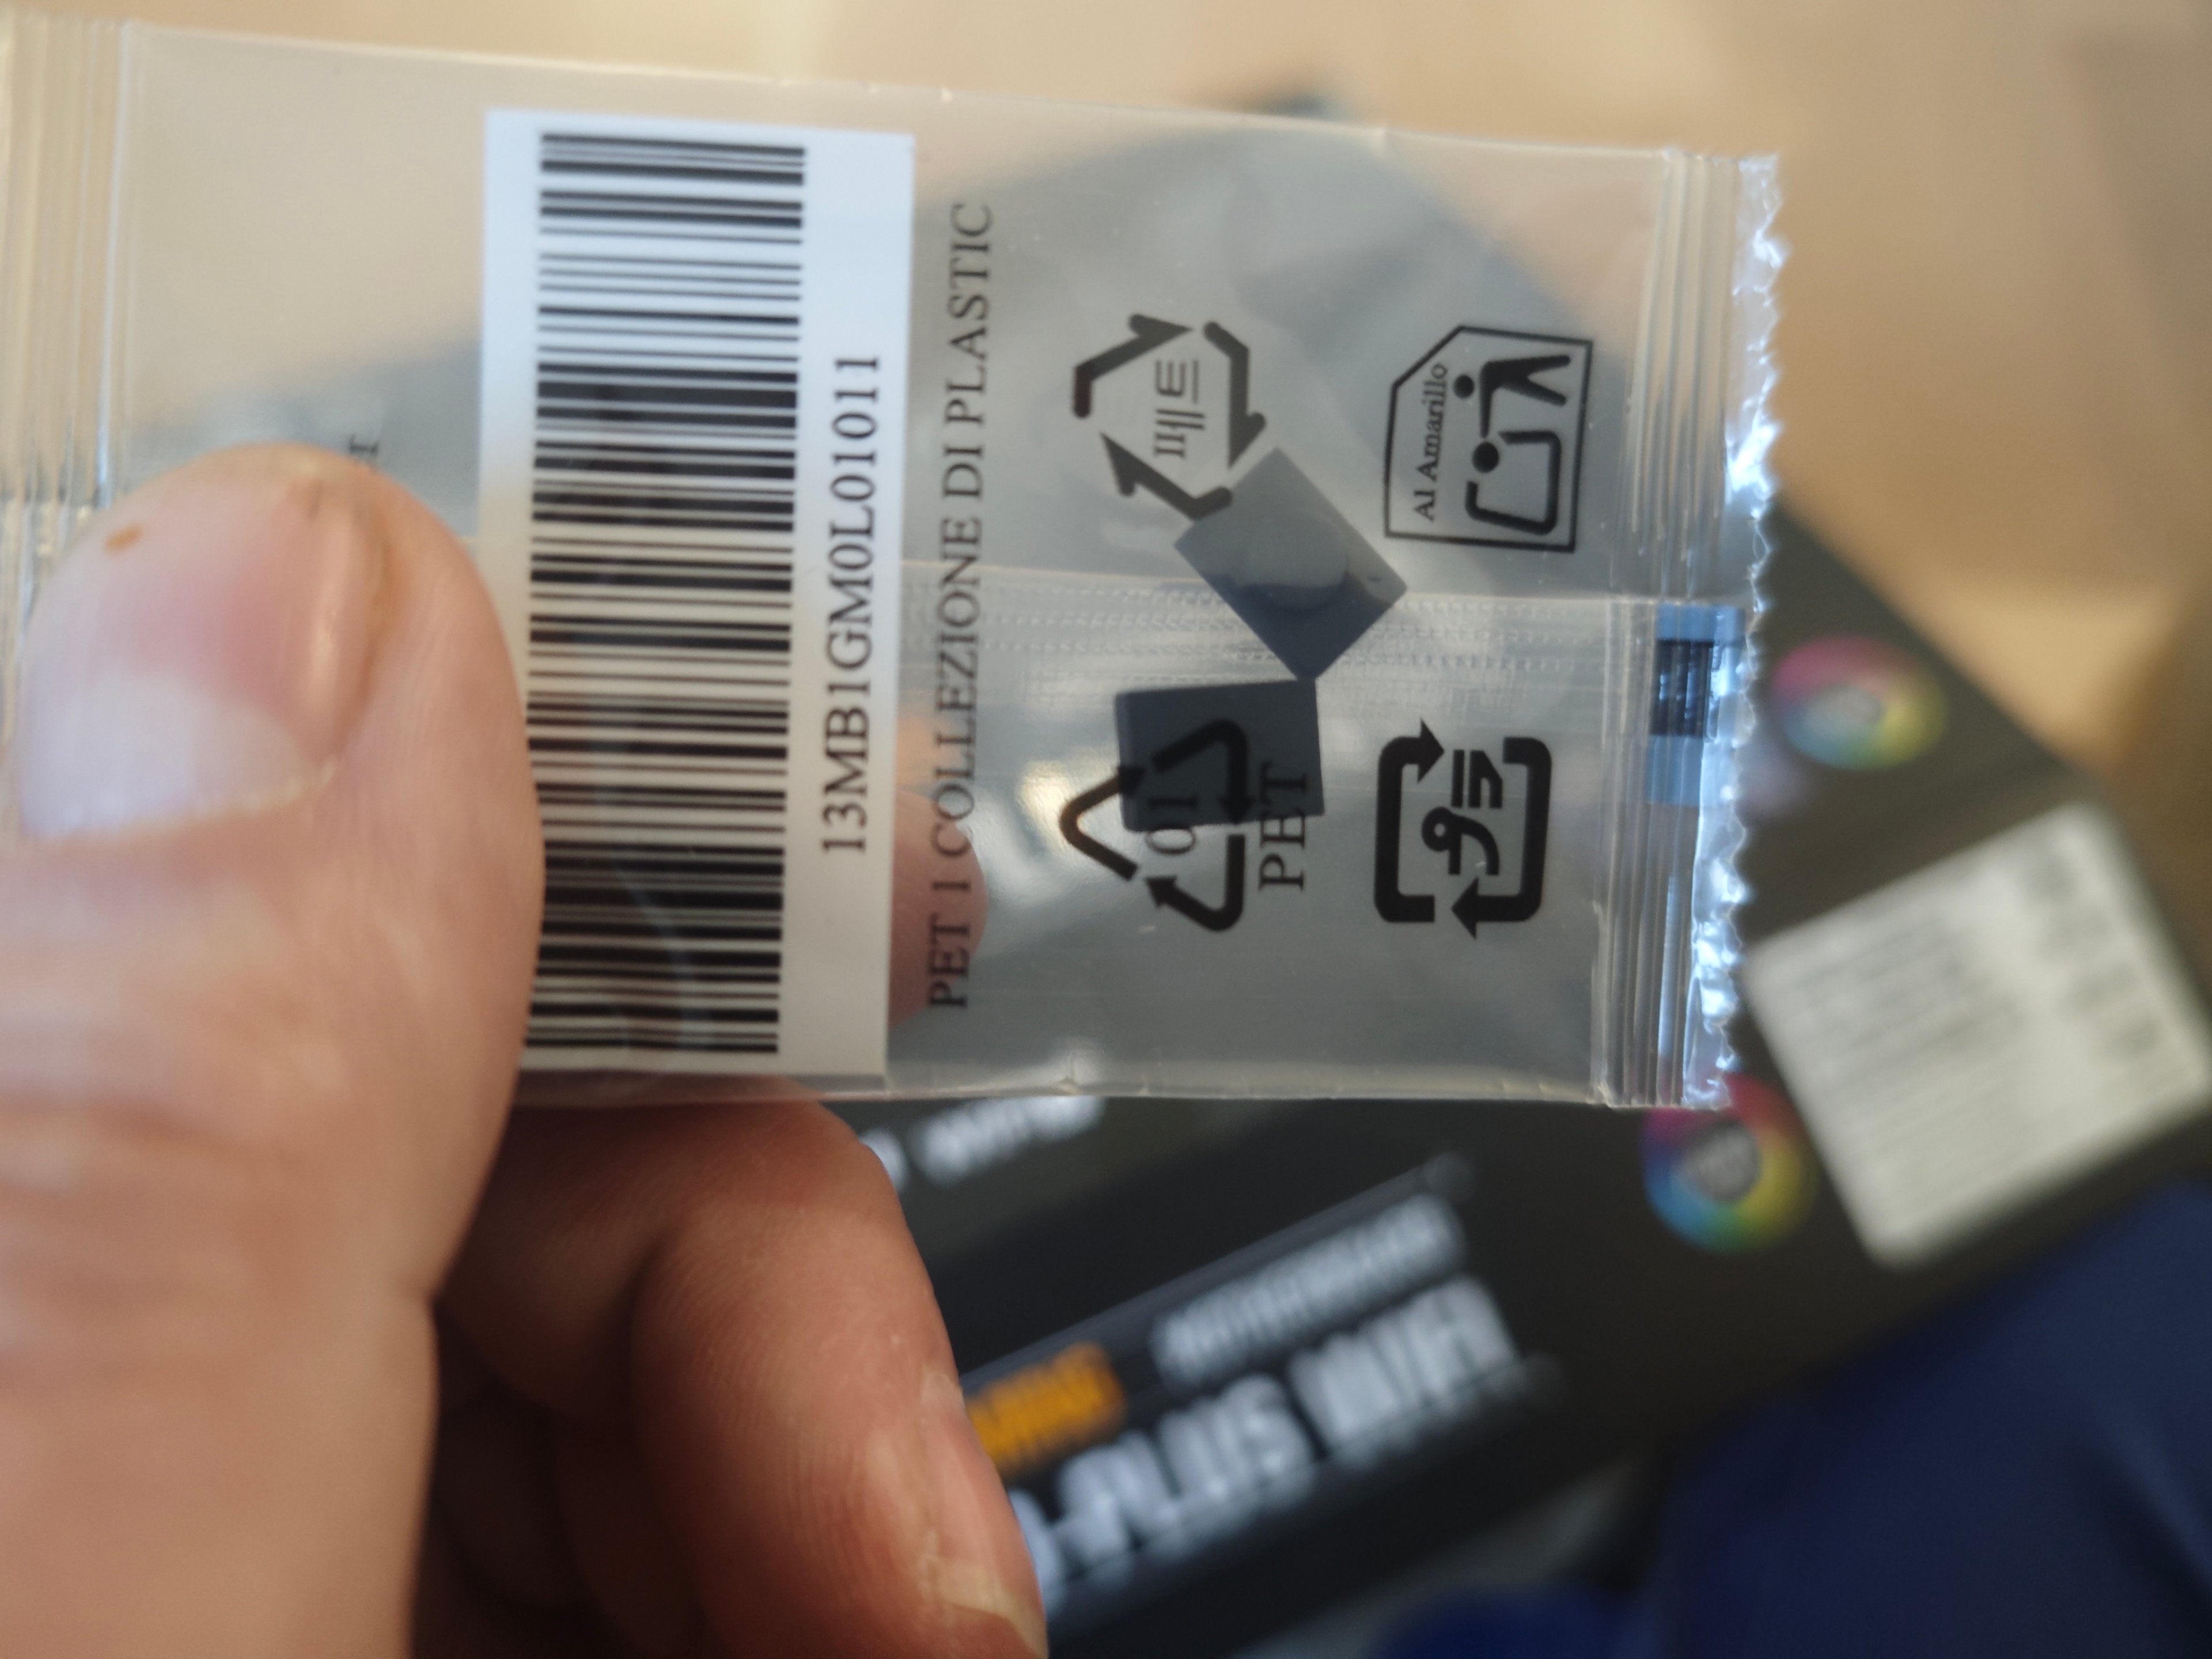 13MB1GM0L01011
PET 1 COLLEZIONE DI PLASTIC
페트
Al Amarillo
01
PET
プラ